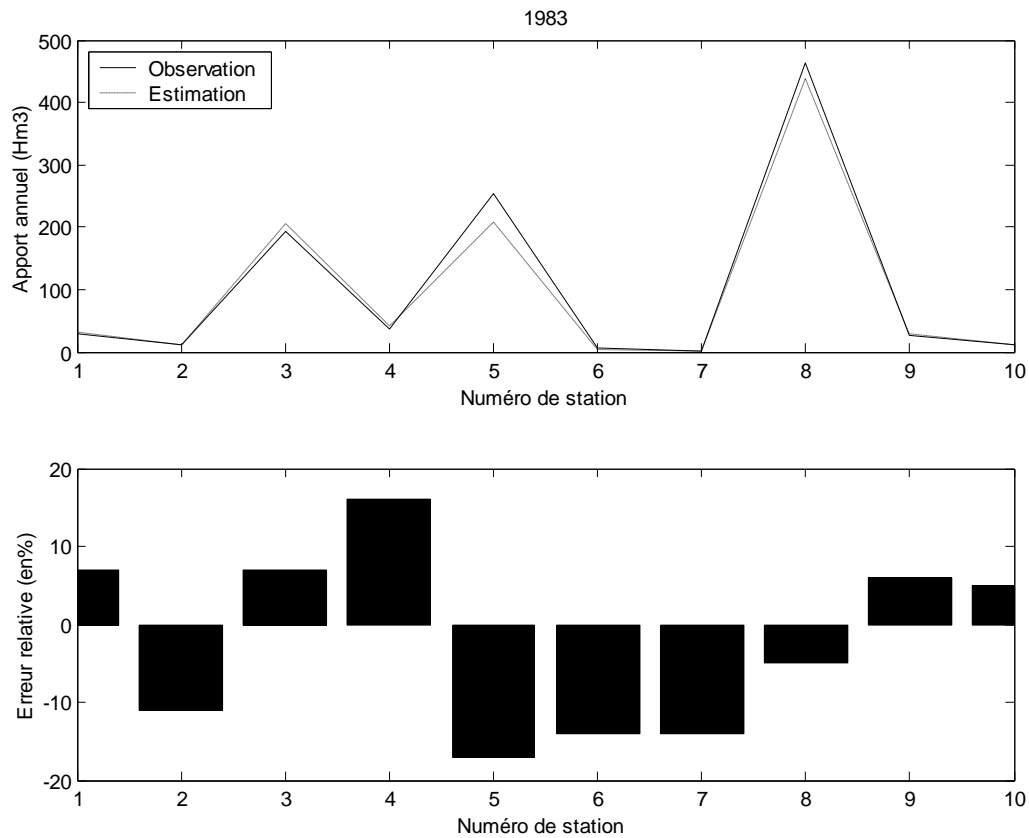 1983
500
400
300
200
100
0
Apport annuel (Hm3)
Observation
Estimation
1 2 3 4 5 6 7 8 9 10
Numéro de station
20
10
0
-10
-20
Erreur relative (en%)
1 2 3 4 5 6 7 8 9 10
Numéro de station